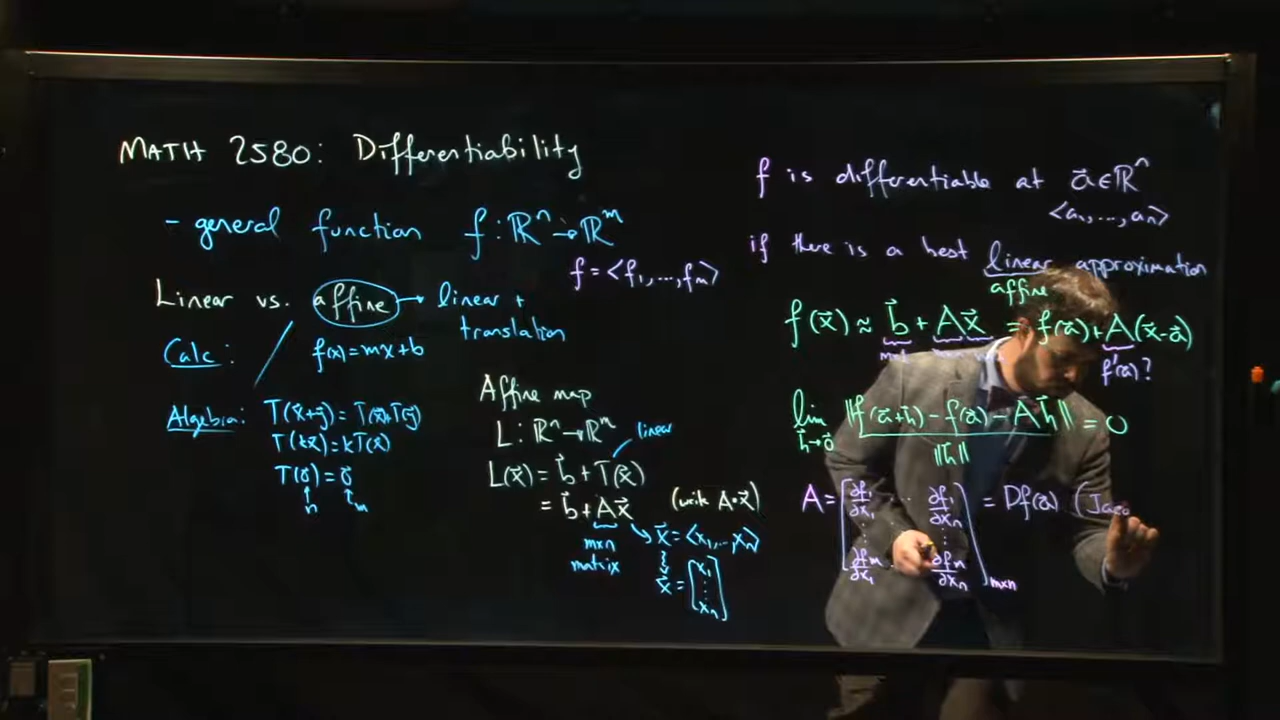 MATH 2580: Differentiability
- general function f: ℝⁿ → ℝᵐ
f = <f₁, ..., fₘ>
Linear vs. affine → linear +
translation
Calc: f(x) = mx + b
Algebra: T(x⃗+y⃗) = T(x⃗)+T(y⃗)
T(kx⃗) = kT(x⃗)
T(0⃗) = 0⃗
↑n ↑m
Affine map
L: ℝⁿ → ℝᵐ
linear
L(x⃗) = b⃗ + T(x⃗)
= b⃗ + Ax⃗ (write A·x⃗)
m×n
matrix
x⃗ = <x₁, ..., xₙ>
x⃗ = [x₁ ⋮ xₙ]
f is differentiable at a⃗ ∈ ℝⁿ
<a₁, ..., aₙ>
if there is a best linear approximation
affine
f(x⃗) ≈ b⃗ + Ax⃗ = f(a⃗) + A(x⃗-a⃗)
f'(a)?
lim h⃗→0⃗ ‖f(a⃗+h⃗) - f(a⃗) - Ah⃗‖ / ‖h⃗‖ = 0
A = [∂f₁/∂x₁ ... ∂f₁/∂xₙ ⋮ ⋮ ∂fₘ/∂x₁ ... ∂fₘ/∂xₙ]m×n = Df(a⃗) (Jaco